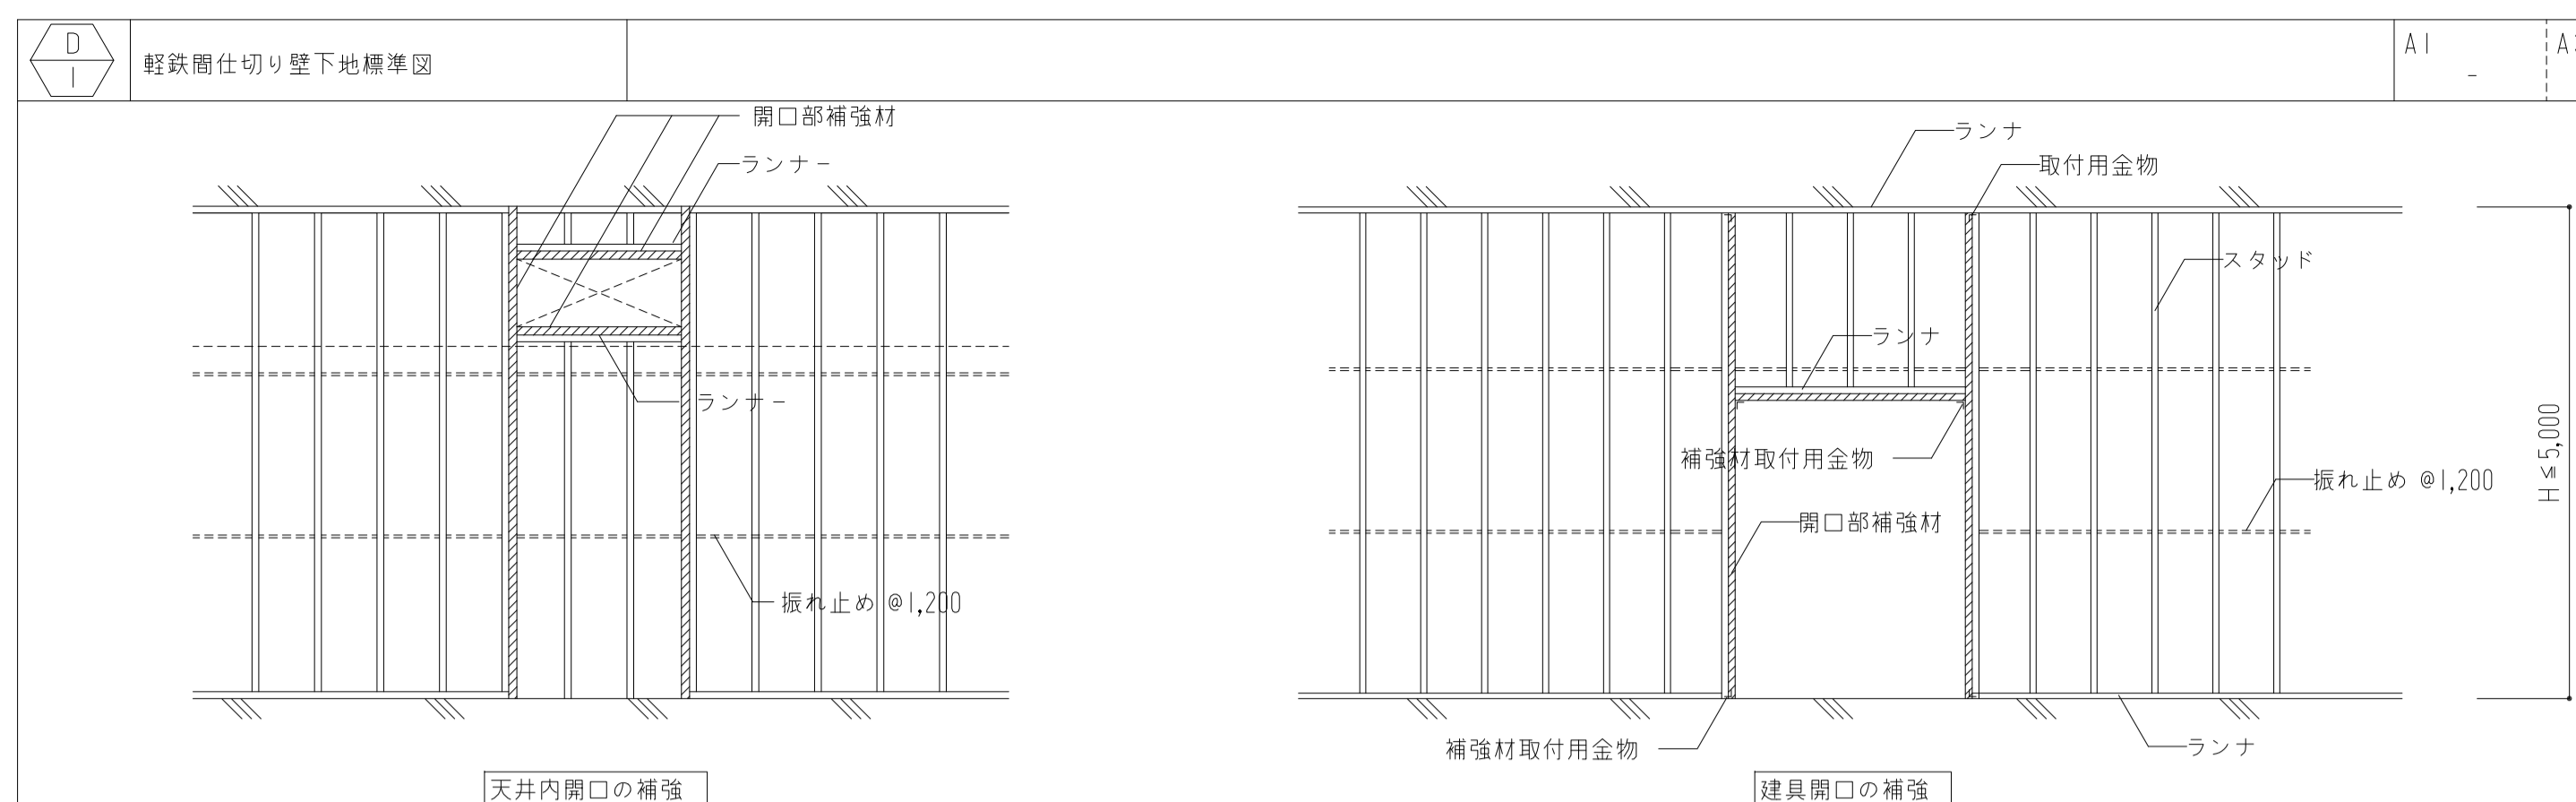 D
1
軽鉄間仕切り壁下地標準図
A1
-
開口部補強材
ランナー
ランナー
振れ止め @1,200
天井内開口の補強
ランナ
取付用金物
スタッド
ランナ
補強材取付用金物
開口部補強材
振れ止め @1,200
H≦5,000
補強材取付用金物
ランナ
建具開口の補強